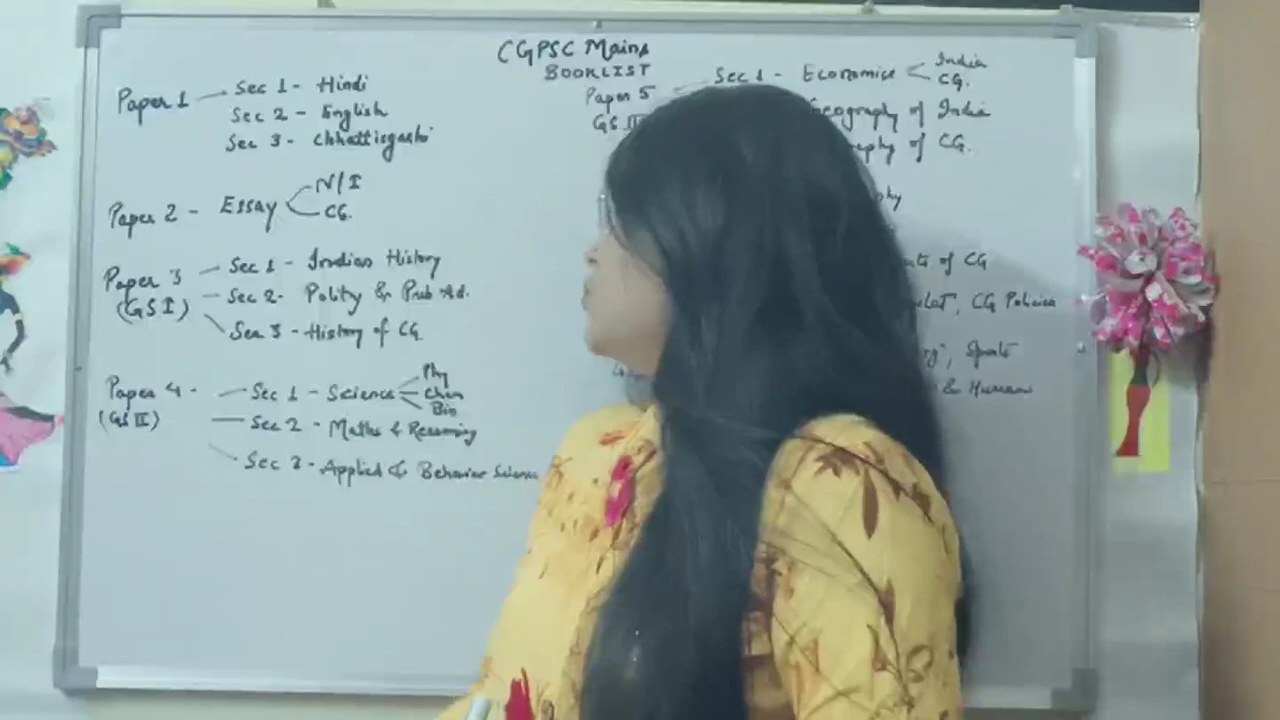 CGPSC Mains
BOOKLIST
Paper 1
Sec 1 - Hindi
Sec 2 - English
Sec 3 - Chhattisgarhi
Paper 2 - Essay
N/I
CG.
Paper 3
(GS I)
Sec 1 - Indian History
Sec 2 - Polity & Pub Ad.
Sec 3 - History of CG
Paper 4 -
(GS II)
Sec 1 - Science
Phy
Chem
Bio
Sec 2 - Maths & Reasoning
Sec 3 - Applied & Behavior Science
Paper 5
GS III
Sec 1 - Economics
India
CG.
Geography of India
of CG.
of CG
CG Policies
Sports
& Human